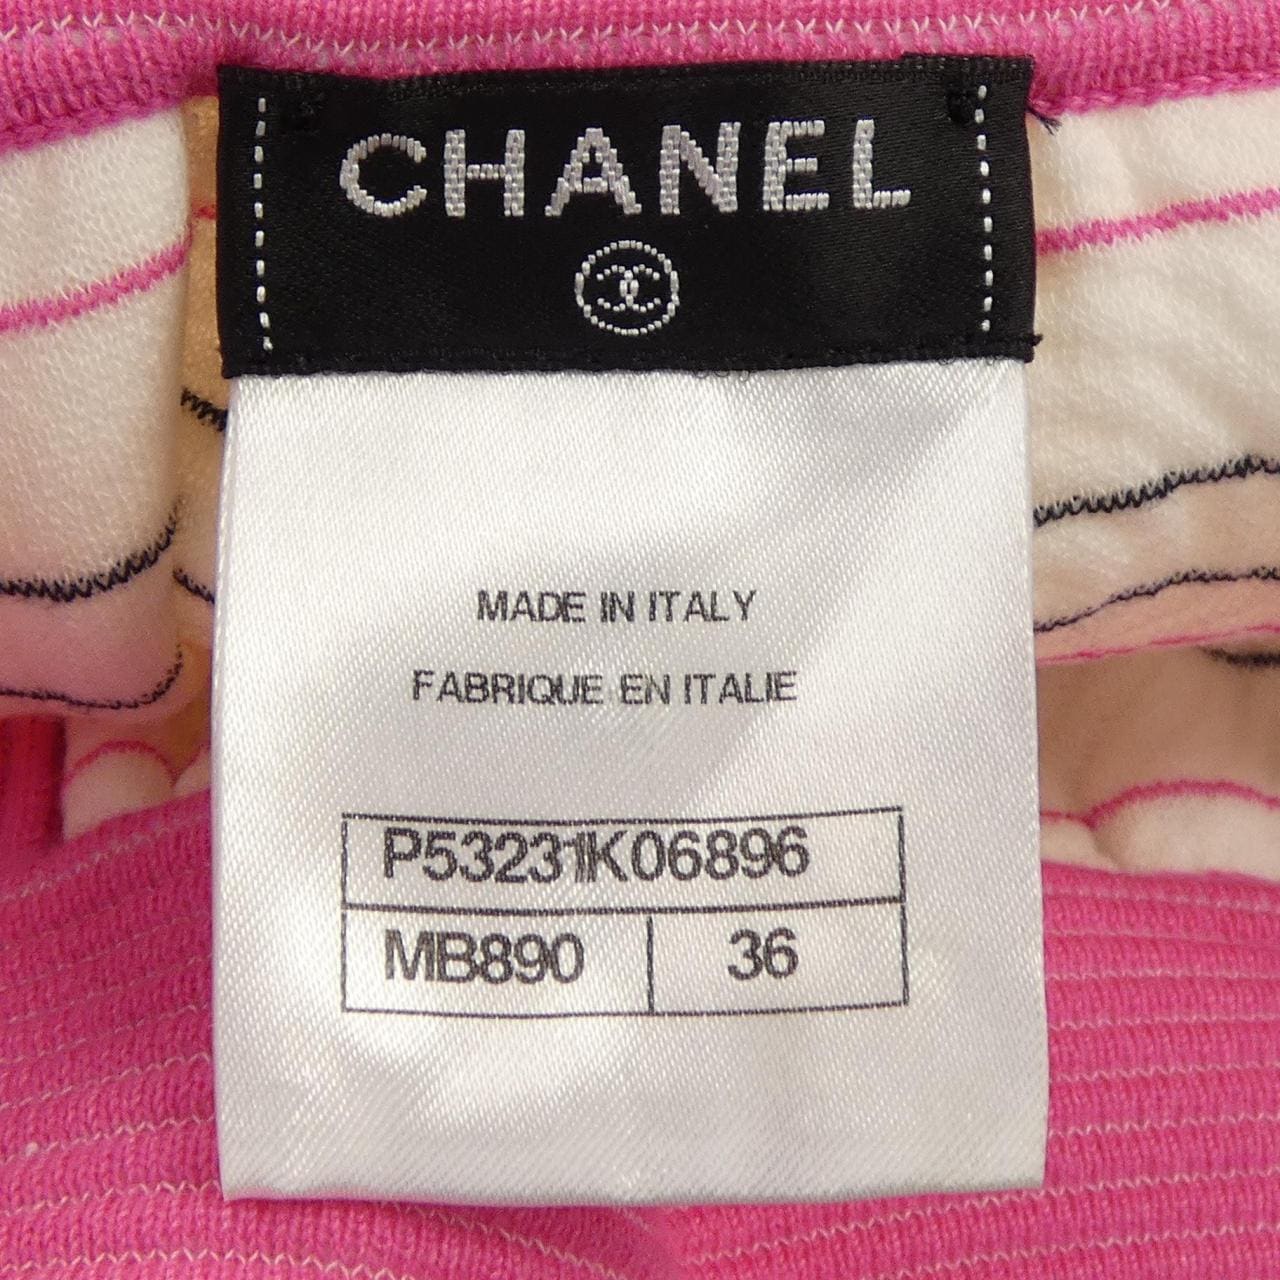 CHANEL
MADE IN ITALY
FABRIQUE EN ITALIE
P53231K06896
MB890 36